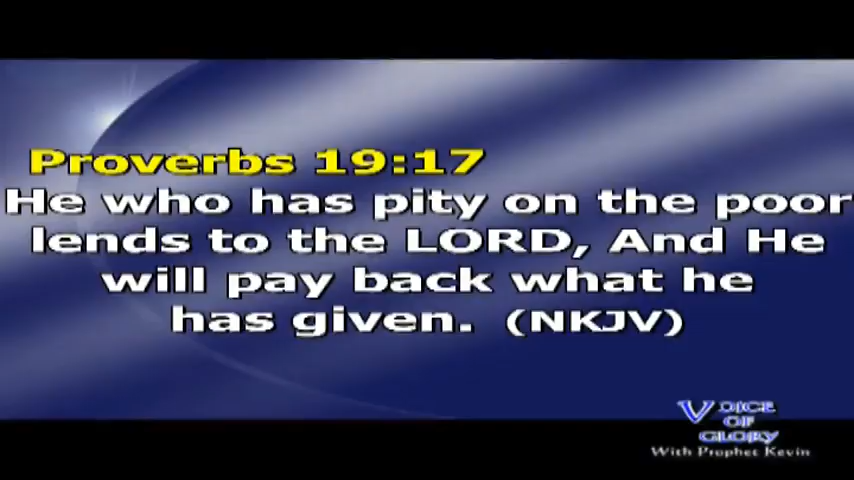 Proverbs 19:17
He who has pity on the poor
lends to the LORD, And He
will pay back what he
has given. (NKJV)
VOICE
OF
GLORY
With Prophet Kevin